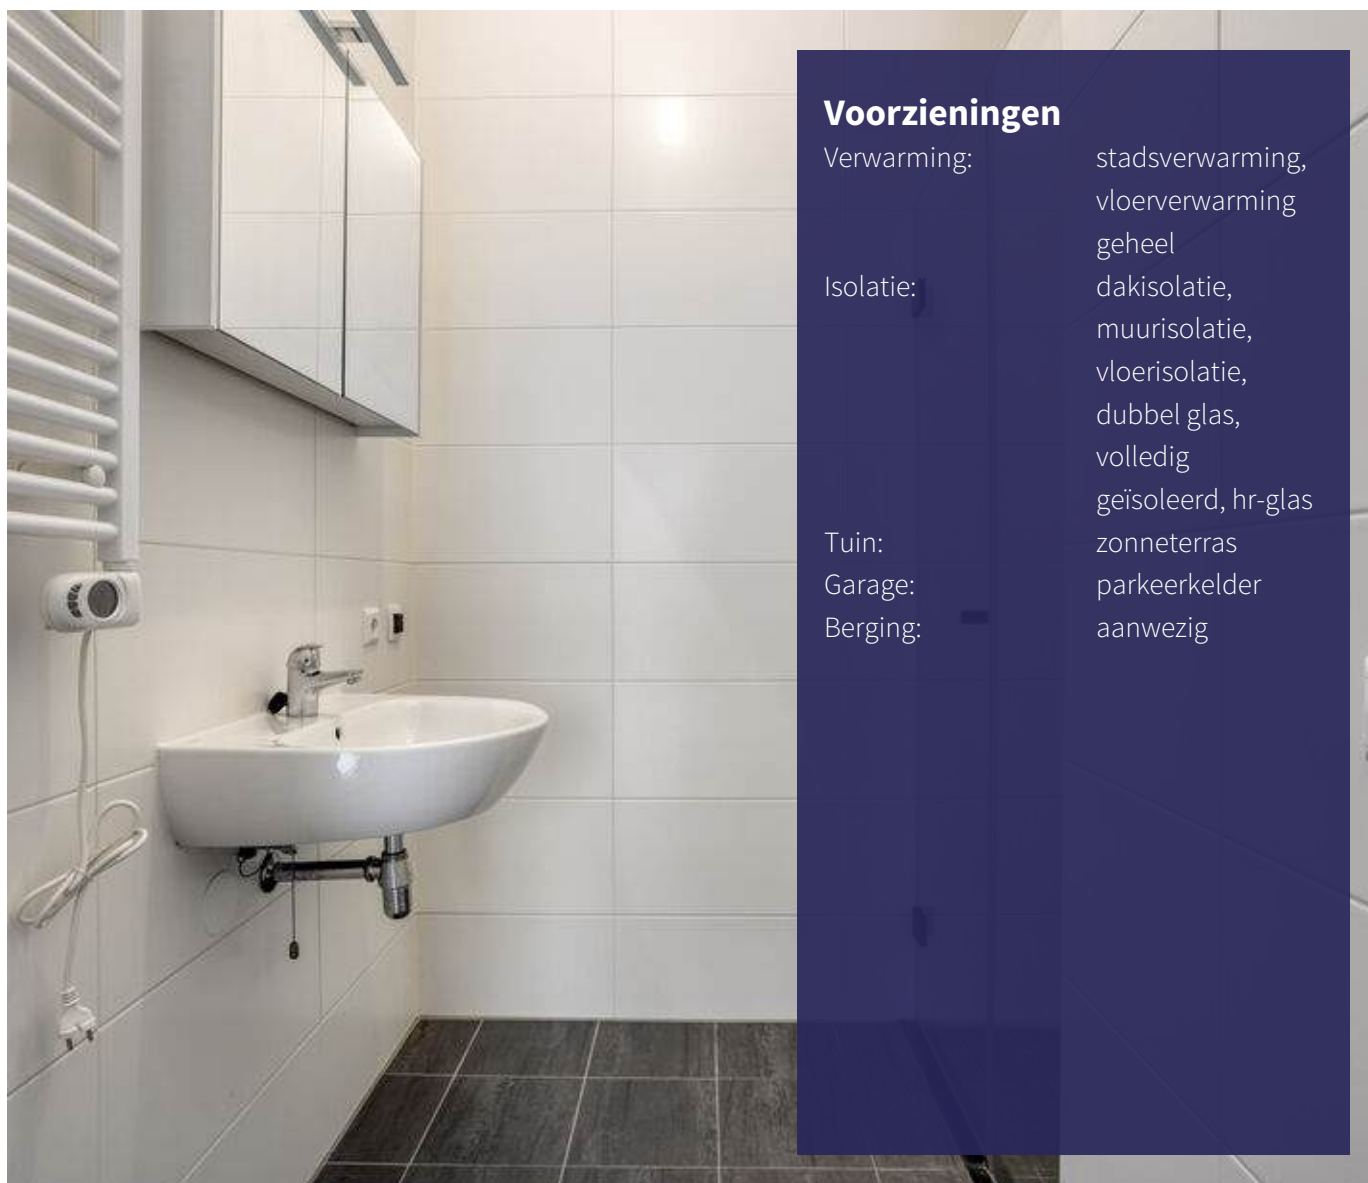 Voorzieningen
Verwarming: stadsverwarming,
vloerverwarming
geheel
Isolatie: dakisolatie,
muurisolatie,
vloerisolatie,
dubbel glas,
volledig
geïsoleerd, hr-glas
Tuin: zonneterras
Garage: parkeerkelder
Berging: aanwezig